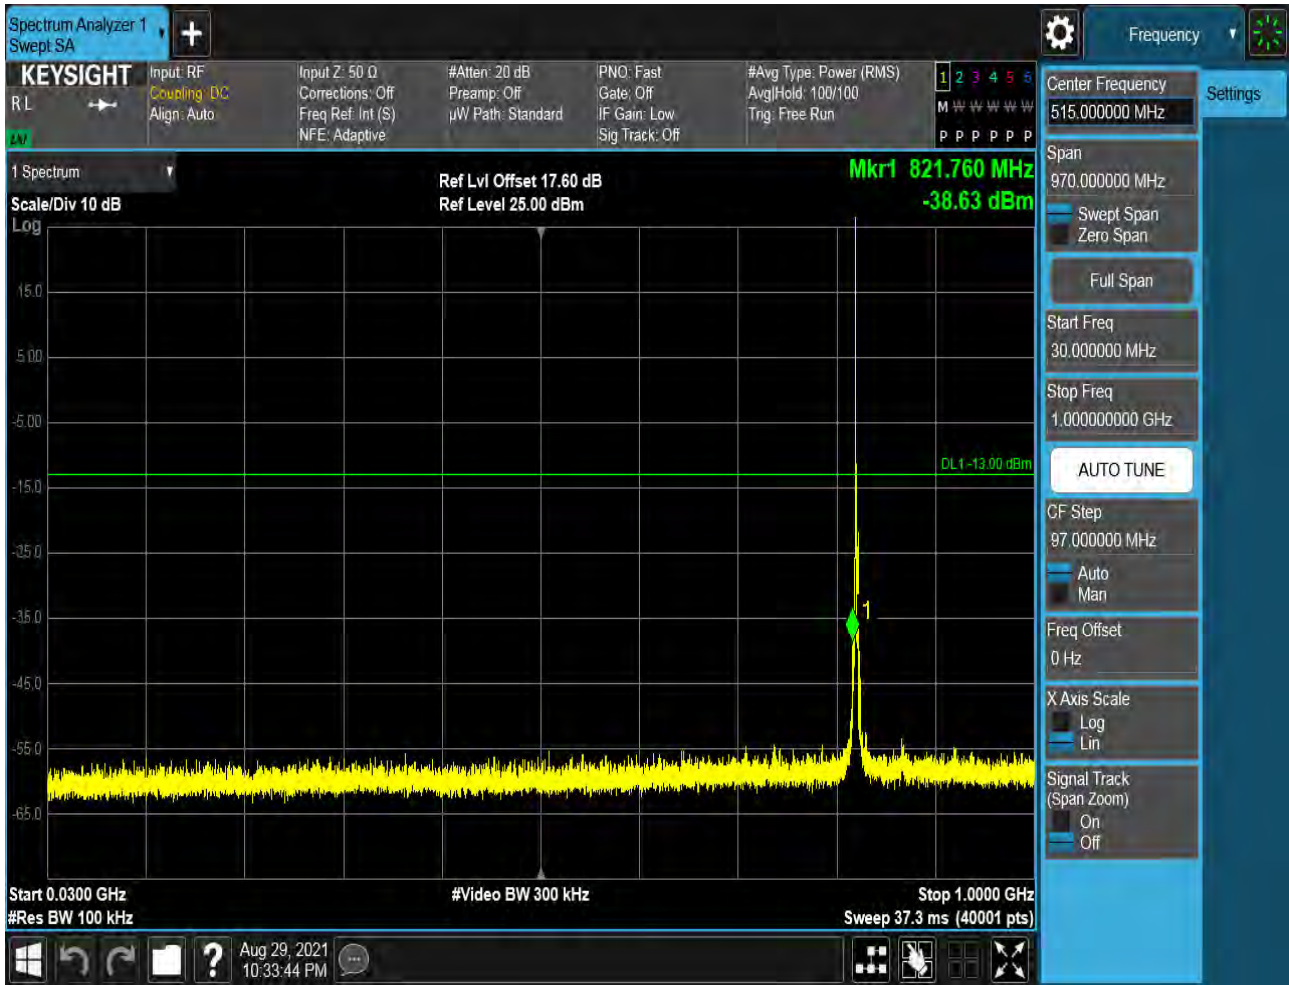 Spectrum Analyzer 1
Swept SA
Frequency
KEYSIGHT
R L
LNI
Input: RF
Coupling: DC
Align: Auto
Input Z: 50 Ω
Corrections: Off
Freq Ref: Int (S)
NFE: Adaptive
#Atten: 20 dB
Preamp: Off
µW Path: Standard
PNO: Fast
Gate: Off
IF Gain: Low
Sig Track: Off
#Avg Type: Power (RMS)
Avg|Hold: 100/100
Trig: Free Run
1 2 3 4 5 6
M W W W W W
P P P P P P
1 Spectrum
Scale/Div 10 dB
Log
Ref Lvl Offset 17.60 dB
Ref Level 25.00 dBm
Mkr1 821.760 MHz
-38.63 dBm
15.0
5.00
-5.00
-15.0
-25.0
-35.0
-45.0
-55.0
-65.0
DL1 -13.00 dBm
1
Start 0.0300 GHz
#Res BW 100 kHz
#Video BW 300 kHz
Stop 1.0000 GHz
Sweep 37.3 ms (40001 pts)
Aug 29, 2021
10:33:44 PM
Center Frequency
515.000000 MHz
Span
970.000000 MHz
Swept Span
Zero Span
Full Span
Start Freq
30.000000 MHz
Stop Freq
1.000000000 GHz
AUTO TUNE
CF Step
97.000000 MHz
Auto
Man
Freq Offset
0 Hz
X Axis Scale
Log
Lin
Signal Track
(Span Zoom)
On
Off
Settings